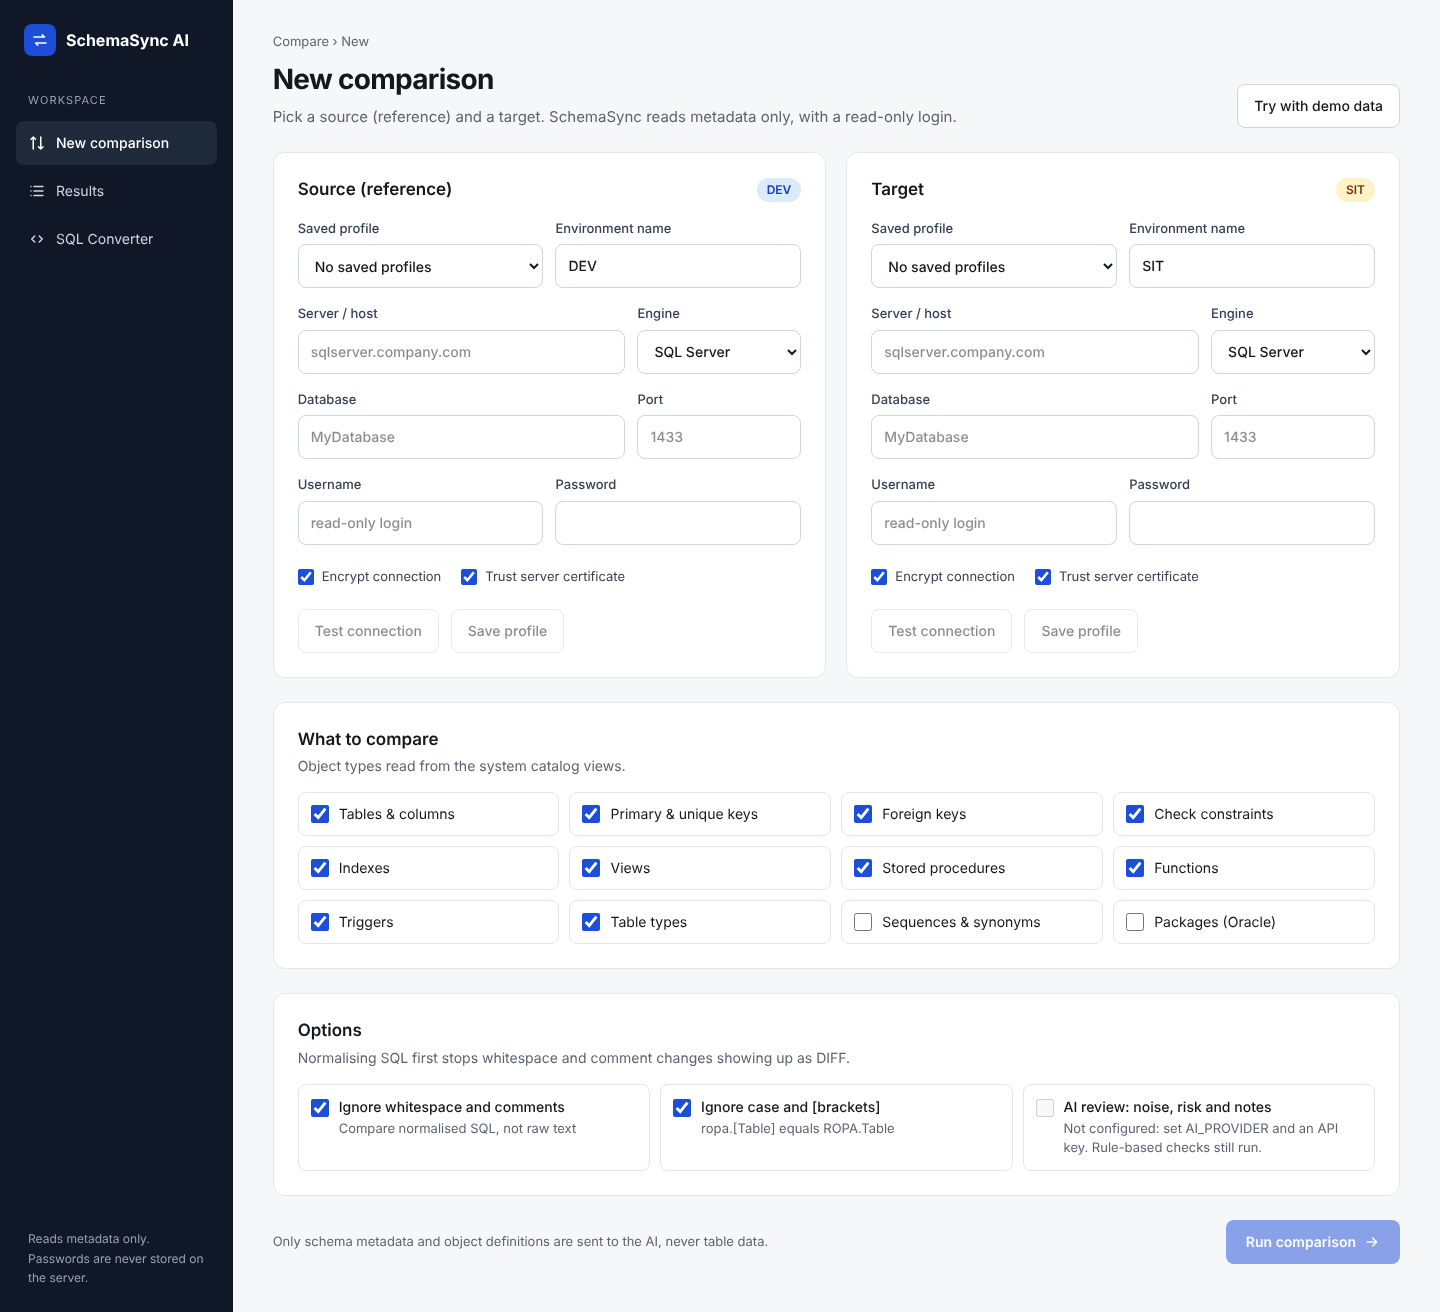 SchemaSync AI
WORKSPACE
New comparison
Results
SQL Converter
Reads metadata only.
Passwords are never stored on
the server.
Compare › New
New comparison
Pick a source (reference) and a target. SchemaSync reads metadata only, with a read-only login.
Try with demo data
Source (reference)
DEV
Saved profile
Environment name
No saved profiles
DEV
Server / host
Engine
sqlserver.company.com
SQL Server
Database
Port
MyDatabase
1433
Username
Password
read-only login
Encrypt connection
Trust server certificate
Test connection
Save profile
Target
SIT
Saved profile
Environment name
No saved profiles
SIT
Server / host
Engine
sqlserver.company.com
SQL Server
Database
Port
MyDatabase
1433
Username
Password
read-only login
Encrypt connection
Trust server certificate
Test connection
Save profile
What to compare
Object types read from the system catalog views.
Tables & columns
Primary & unique keys
Foreign keys
Check constraints
Indexes
Views
Stored procedures
Functions
Triggers
Table types
Sequences & synonyms
Packages (Oracle)
Options
Normalising SQL first stops whitespace and comment changes showing up as DIFF.
Ignore whitespace and comments
Compare normalised SQL, not raw text
Ignore case and [brackets]
ropa.[Table] equals ROPA.Table
AI review: noise, risk and notes
Not configured: set AI_PROVIDER and an API
key. Rule-based checks still run.
Only schema metadata and object definitions are sent to the AI, never table data.
Run comparison →